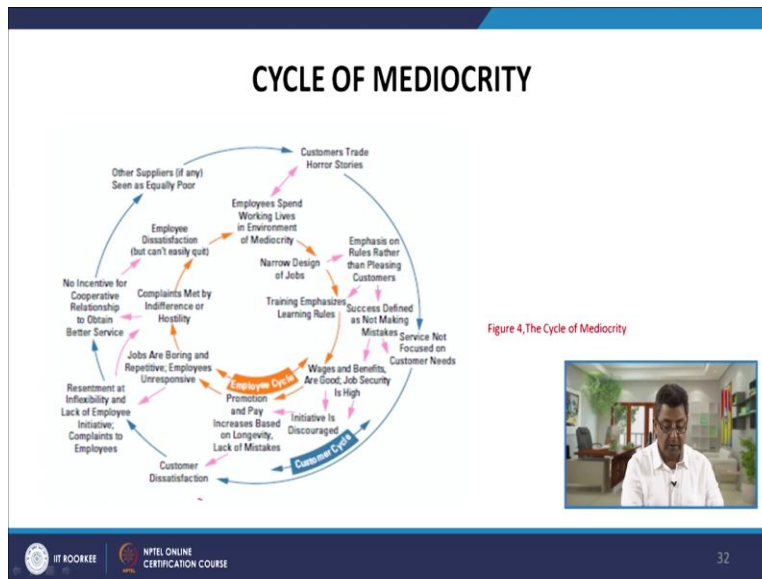 CYCLE OF MEDIOCRITY
Customers Trade
Horror Stories
Other Suppliers (if any)
Seen as Equally Poor
Employees Spend
Working Lives
in Environment
of Mediocrity
Employee
Dissatisfaction
(but can't easily quit)
Narrow Design
of Jobs
Emphasis on
Rules Rather
than Pleasing
Customers
No Incentive for
Cooperative
Relationship
to Obtain
Better Service
Complaints Met by
Indifference or
Hostility
Training Emphasizes
Learning Rules
Success Defined
as Not Making
Mistakes
Service Not
Focused on
Customer Needs
Jobs Are Boring and
Repetitive; Employees
Unresponsive
Employee Cycle
Wages and Benefits,
Are Good; Job Security
Is High
Resentment at
Inflexibility and
Lack of Employee
Initiative;
Complaints to
Employees
Promotion
and Pay
Increases Based
on Longevity,
Lack of Mistakes
Initiative Is
Discouraged
Customer Cycle
Customer
Dissatisfaction
Figure 4,The Cycle of Mediocrity
IIT ROORKEE
NPTEL
NPTEL ONLINE
CERTIFICATION COURSE
32